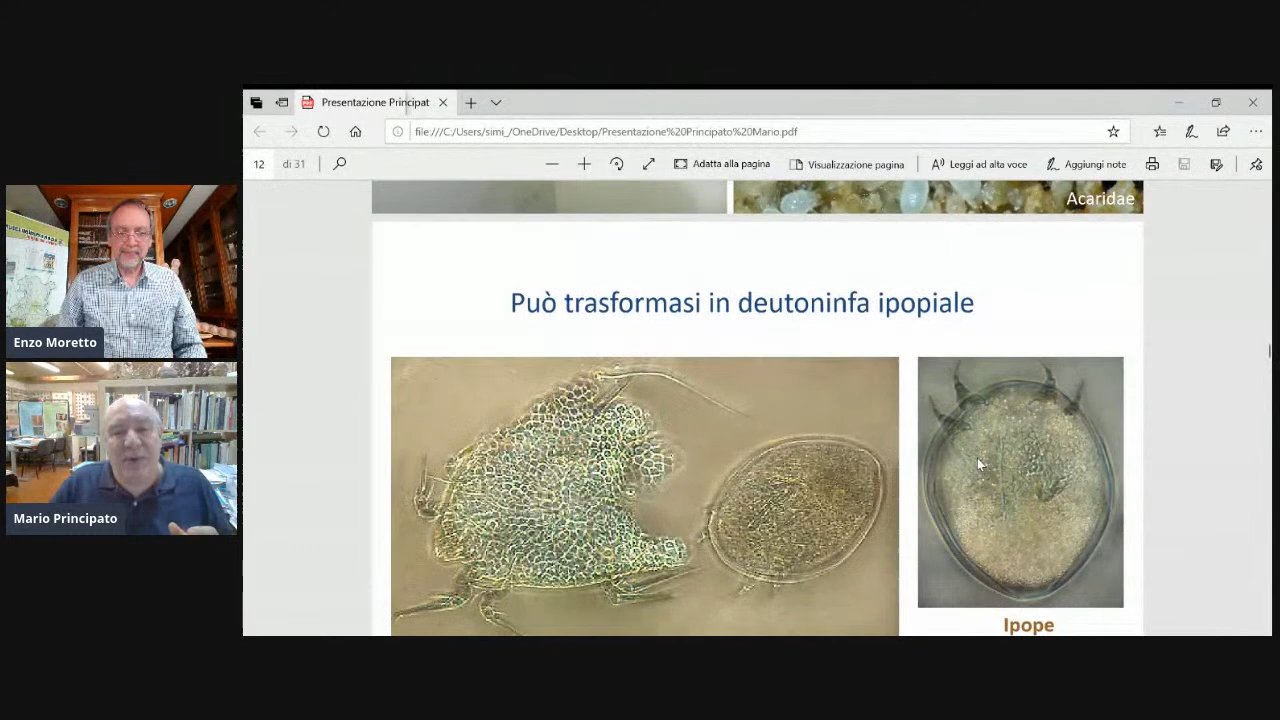 Presentazione Principat
file:///C:/Users/simi_/OneDrive/Desktop/Presentazione%20Principato%20Mario.pdf
12 di 31
Adatta alla pagina
Visualizzazione pagina
Leggi ad alta voce
Aggiungi note
Acaridae
Può trasformasi in deutoninfa ipopiale
Ipope
Enzo Moretto
Mario Principato